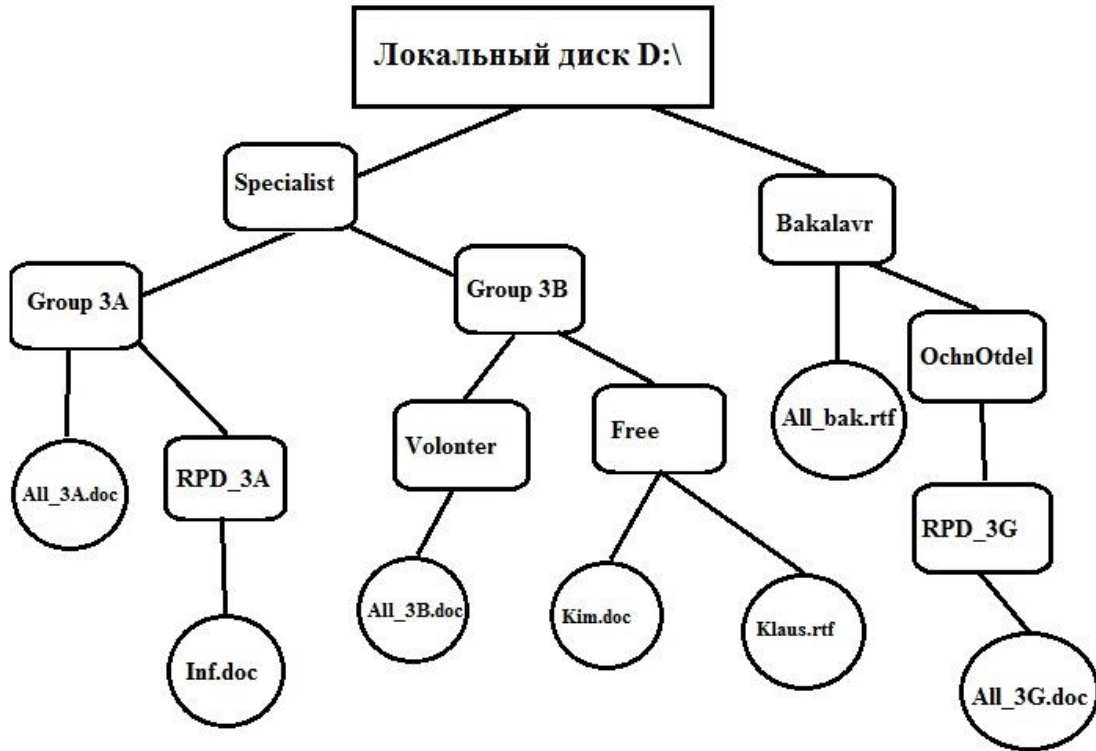 Локальный диск D:\
Specialist
Bakalavr
Group 3A
Group 3B
OchnOtdel
All_bak.rtf
Volonter
Free
RPD_3A
All_3A.doc
RPD_3G
All_3B.doc
Kim.doc
Klaus.rtf
Inf.doc
All_3G.doc